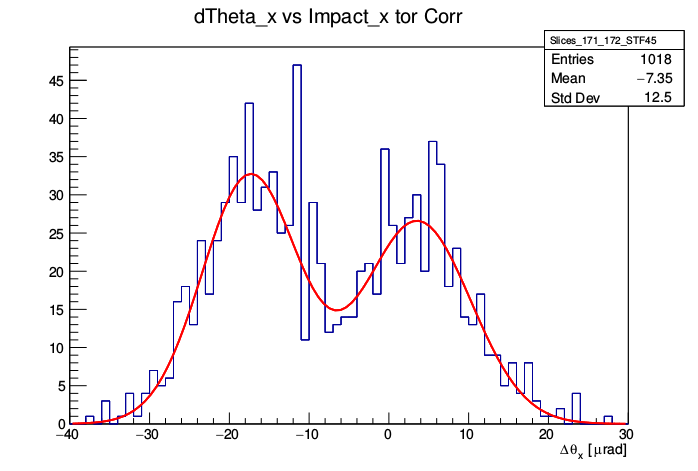 dTheta_x vs Impact_x tor Corr
Slices_171_172_STF45
Entries 1018
Mean −7.35
Std Dev 12.5
45
40
35
30
25
20
15
10
5
0
−40 −30 −20 −10 0 10 20 30
Δθx [μrad]